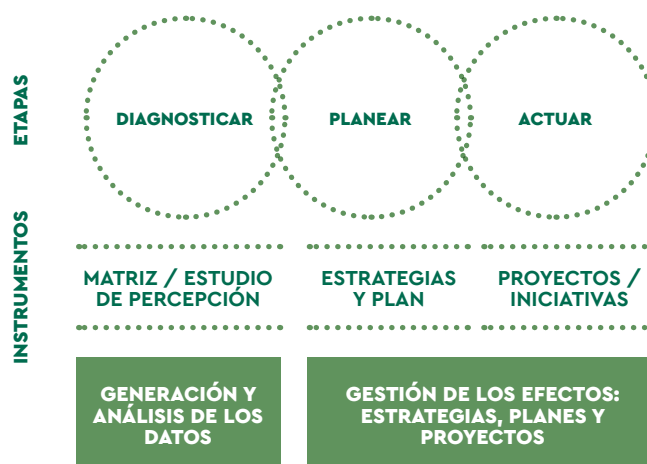 ETAPAS
DIAGNOSTICAR
PLANEAR
ACTUAR
INSTRUMENTOS
MATRIZ / ESTUDIO
DE PERCEPCIÓN
ESTRATEGIAS
Y PLAN
PROYECTOS /
INICIATIVAS
GENERACIÓN Y
ANÁLISIS DE LOS
DATOS
GESTIÓN DE LOS EFECTOS:
ESTRATEGIAS, PLANES Y
PROYECTOS